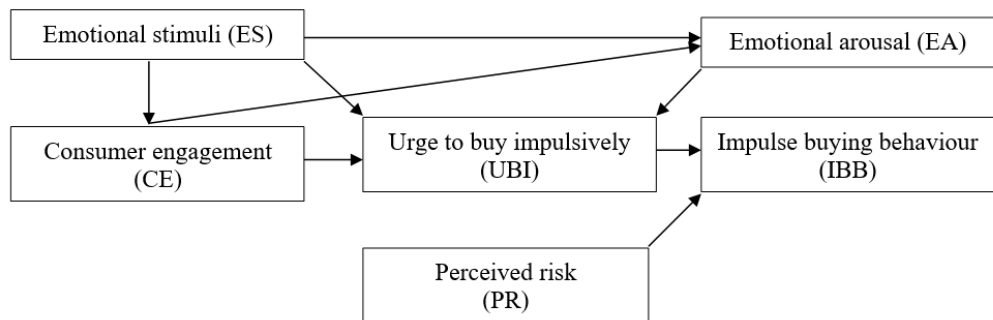 Emotional stimuli (ES)
Emotional arousal (EA)
Consumer engagement
(CE)
Urge to buy impulsively
(UBI)
Impulse buying behaviour
(IBB)
Perceived risk
(PR)